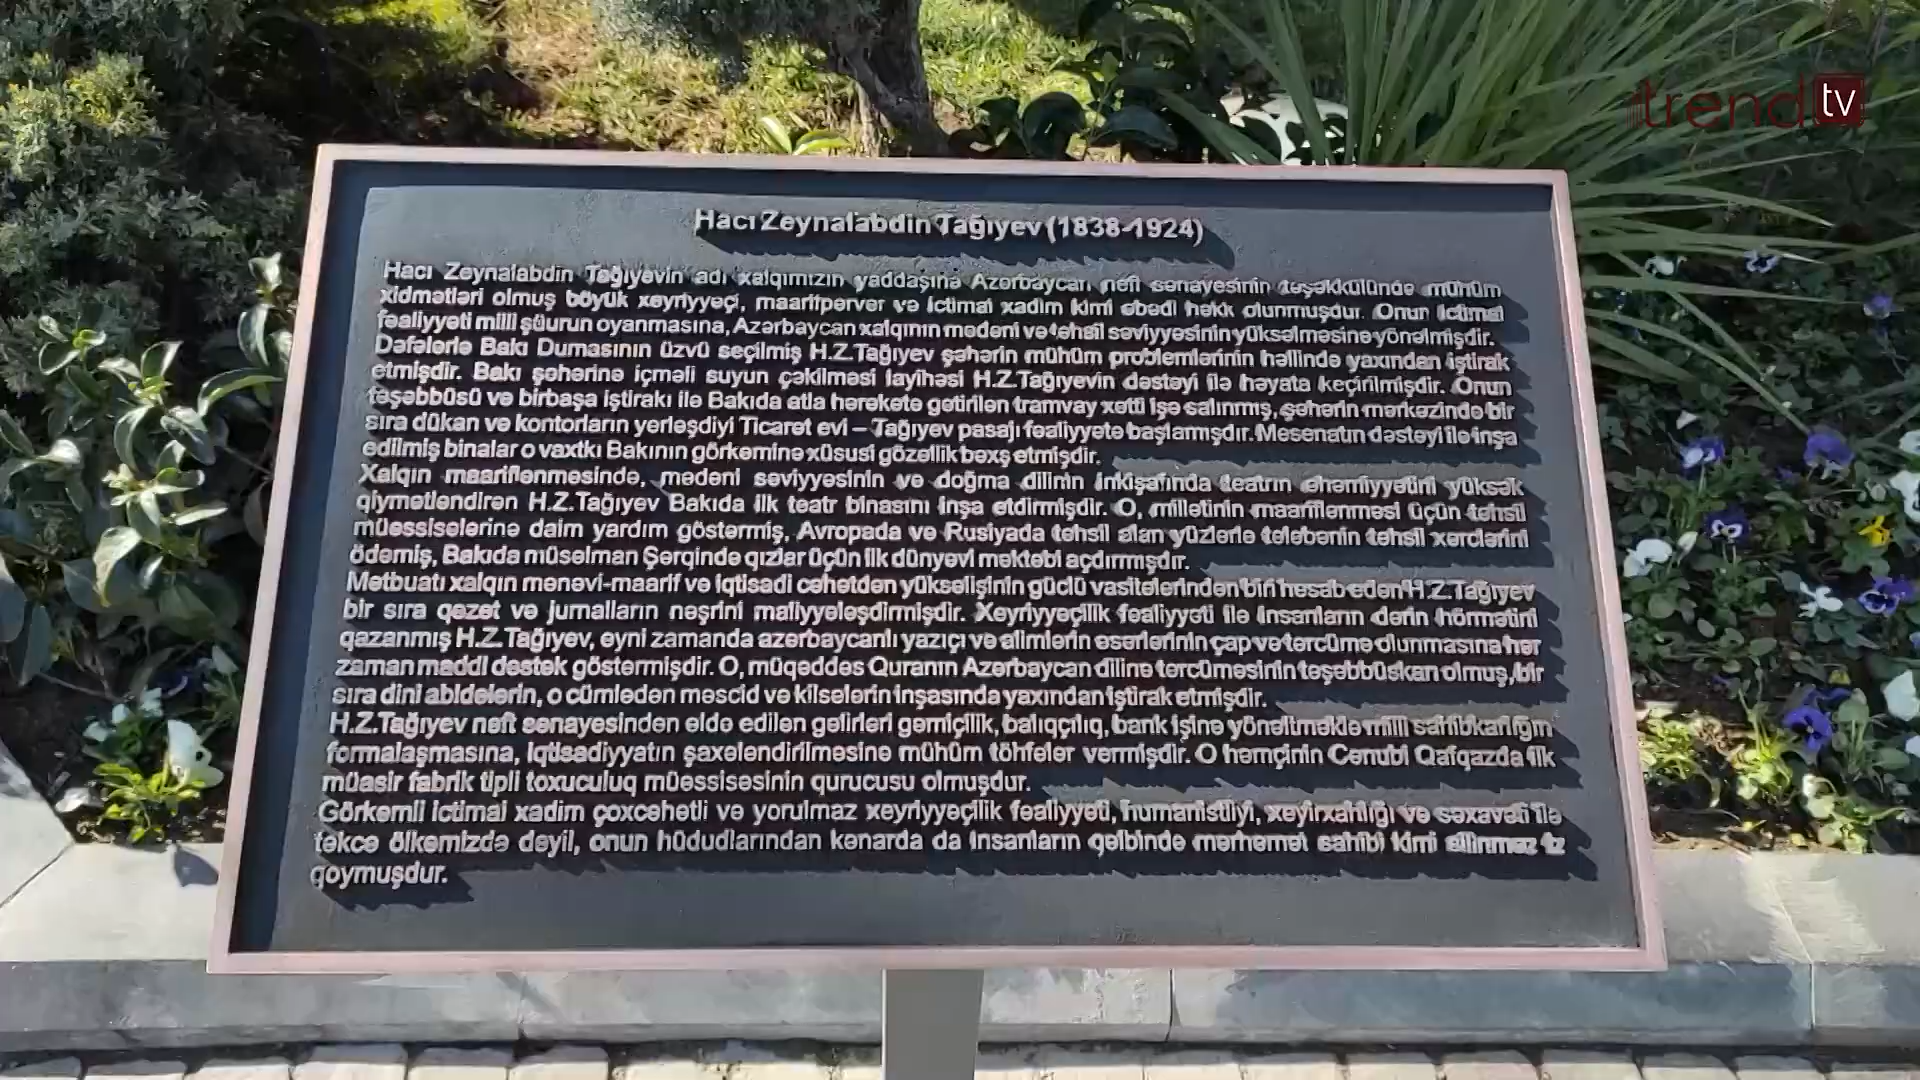 trend tv
Hacı Zeynalabdin Tağıyev (1838-1924)
Hacı Zeynalabdin Tağıyevin adı xalqımızın yaddaşına Azərbaycan neft sənayesinin təşəkkülündə mühüm
xidmətləri olmuş böyük xeyriyyəçi, maarifpərvər və ictimai xadim kimi əbədi həkk olunmuşdur. Onun ictimai
fəaliyyəti milli şüurun oyanmasına, Azərbaycan xalqının mədəni və təhsil səviyyəsinin yüksəlməsinə yönəlmişdir.
Dəfələrlə Bakı Dumasının üzvü seçilmiş H.Z.Tağıyev şəhərin mühüm problemlərinin həllində yaxından iştirak
etmişdir. Bakı şəhərinə içməli suyun çəkilməsi layihəsi H.Z.Tağıyevin dəstəyi ilə həyata keçirilmişdir. Onun
təşəbbüsü və birbaşa iştirakı ilə Bakıda atla hərəkətə gətirilən tramvay xətti işə salınmış, şəhərin mərkəzində bir
sıra dükan və kontorların yerləşdiyi Ticarət evi – Tağıyev pasajı fəaliyyətə başlamışdır. Mesenatın dəstəyi ilə inşa
edilmiş binalar o vaxtkı Bakının görkəminə xüsusi gözəllik bəxş etmişdir.
Xalqın maariflənməsində, mədəni səviyyəsinin və doğma dilinin inkişafında teatrın əhəmiyyətini yüksək
qiymətləndirən H.Z.Tağıyev Bakıda ilk teatr binasını inşa etdirmişdir. O, millətinin maariflənməsi üçün təhsil
müəssisələrinə daim yardım göstərmiş, Avropada və Rusiyada təhsil alan yüzlərlə tələbənin təhsil xərclərini
ödəmiş, Bakıda müsəlman Şərqində qızlar üçün ilk dünyəvi məktəbi açdırmışdır.
Mətbuatı xalqın mənəvi-maarif və iqtisadi cəhətdən yüksəlişinin güclü vasitələrindən biri hesab edən H.Z.Tağıyev
bir sıra qəzet və jurnalların nəşrini maliyyələşdirmişdir. Xeyriyyəçilik fəaliyyəti ilə insanların dərin hörmətini
qazanmış H.Z.Tağıyev, eyni zamanda azərbaycanlı yazıçı və alimlərin əsərlərinin çap və tərcümə olunmasına hər
zaman maddi dəstək göstərmişdir. O, müqəddəs Quranın Azərbaycan dilinə tərcüməsinin təşəbbüskarı olmuş, bir
sıra dini abidələrin, o cümlədən məscid və kilsələrin inşasında yaxından iştirak etmişdir.
H.Z.Tağıyev neft sənayesindən əldə edilən gəlirləri gəmiçilik, balıqçılıq, bank işinə yönəltməklə milli sahibkarlığın
formalaşmasına, iqtisadiyyatın şaxələndirilməsinə mühüm töhfələr vermişdir. O həmçinin Cənubi Qafqazda ilk
müasir fabrik tipli toxuculuq müəssisəsinin qurucusu olmuşdur.
Görkəmli ictimai xadim çoxcəhətli və yorulmaz xeyriyyəçilik fəaliyyəti, humanistliyi, xeyirxahlığı və səxavəti ilə
təkcə ölkəmizdə deyil, onun hüdudlarından kənarda da insanların qəlbində mərhəmət sahibi kimi silinməz iz
qoymuşdur.